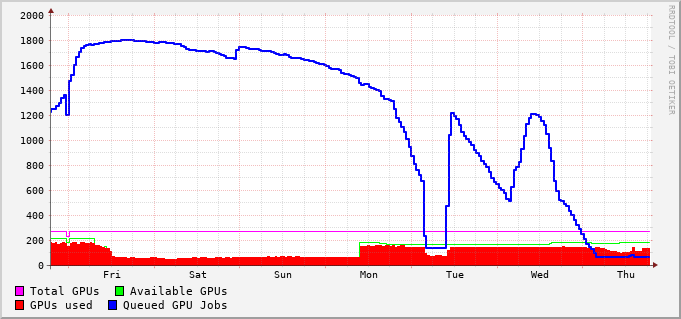 2000
1800
1600
1400
1200
1000
800
600
400
200
0
Fri Sat Sun Mon Tue Wed Thu
Total GPUs Available GPUs
GPUs used Queued GPU Jobs
RRDTOOL / TOBI OETIKER